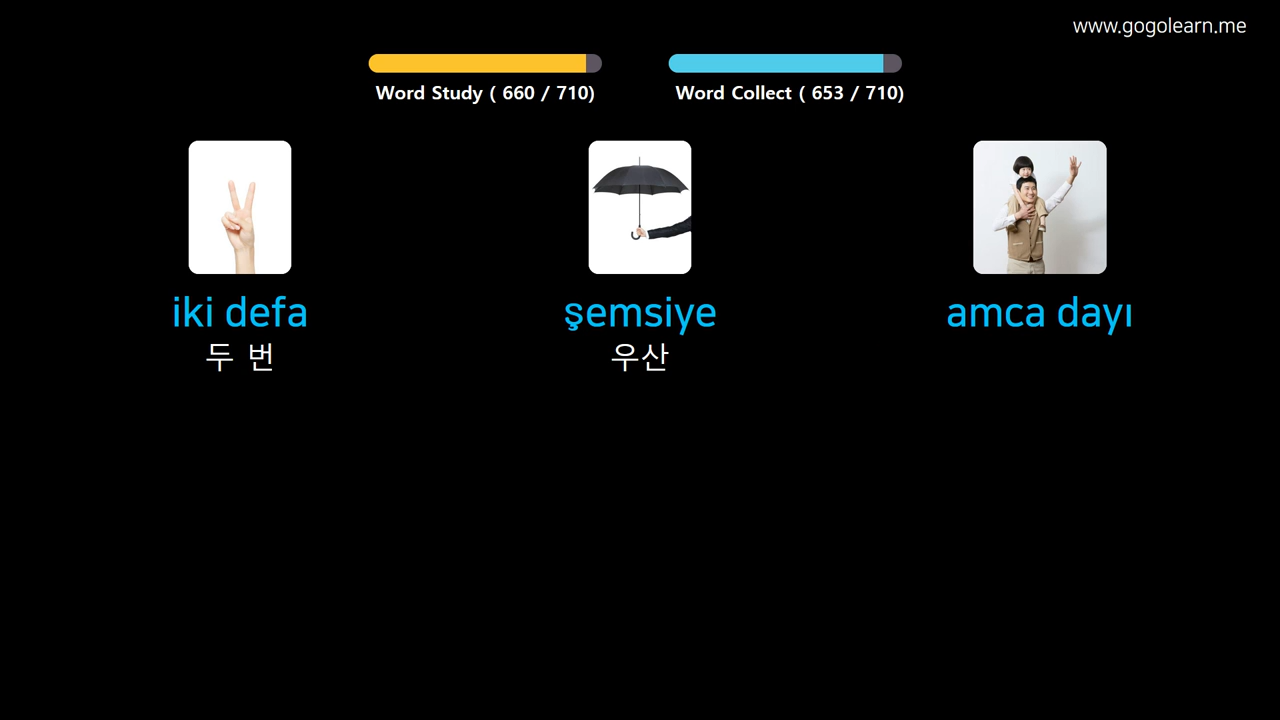 www.gogolearn.me
Word Study ( 660 / 710)
Word Collect ( 653 / 710)
iki defa
두 번
şemsiye
우산
amca dayı